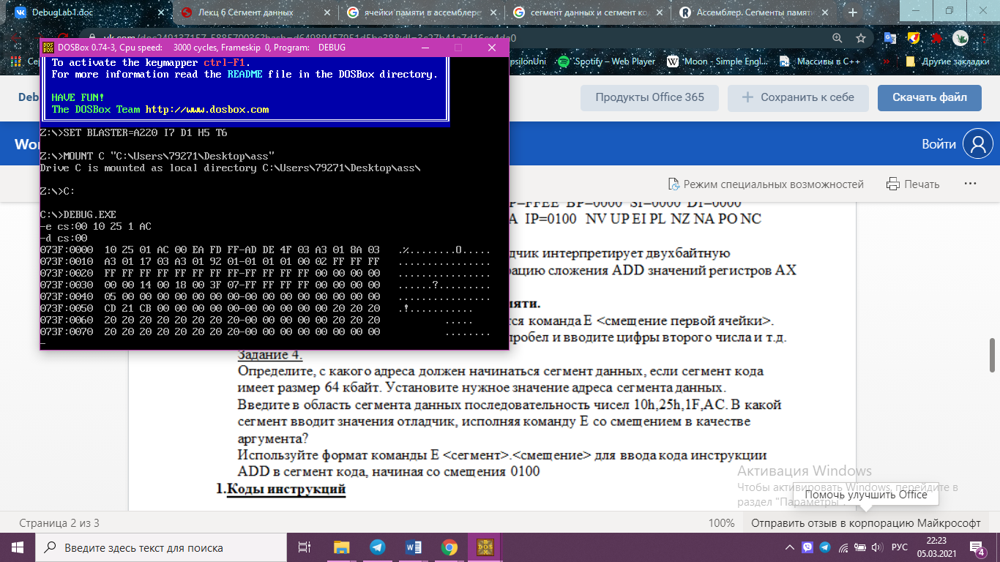 DebugLab1.doc
Лекц 6 Сегмент данных
ячейки памяти в ассемблере
сегмент данных и сегмент ко
Ассемблер. Сегменты памяти
DOSBox 0.74-3, Cpu speed: 3000 cycles, Frameskip 0, Program: DEBUG
EpsilonUni
Spotify – Web Player
"Moon - Simple Engl...
Массивы в C++
Другие закладки
To activate the keymapper ctrl-F1.
For more information read the README file in the DOSBox directory.
HAVE FUN!
The DOSBox Team http://www.dosbox.com
Deb
Продукты Office 365
Сохранить к себе
Скачать файл
Wor
Войти
Режим специальных возможностей
Печать
Z:\>SET BLASTER=A220 I7 D1 H5 T6
Z:\>MOUNT C "C:\Users\79271\Desktop\ass"
Drive C is mounted as local directory C:\Users\79271\Desktop\ass\
Z:\>C:
C:\>DEBUG.EXE
-e cs:00 10 25 1 AC
-d cs:00
073F:0000 10 25 01 AC 00 EA FD FF-AD DE 4F 03 A3 01 8A 03 .%........O.....
073F:0010 A3 01 17 03 A3 01 92 01-01 01 01 00 02 FF FF FF ................
073F:0020 FF FF FF FF FF FF FF FF-FF FF FF FF 00 00 00 00 ................
073F:0030 00 00 14 00 18 00 3F 07-FF FF FF FF 00 00 00 00 ......?.........
073F:0040 05 00 00 00 00 00 00 00-00 00 00 00 00 00 00 00 ................
073F:0050 CD 21 CB 00 00 00 00 00-00 00 00 00 00 20 20 20 .!...........
073F:0060 20 20 20 20 20 20 20 20-00 00 00 00 00 20 20 20 .....
073F:0070 20 20 20 20 20 20 20 20-00 00 00 00 00 00 00 00 ........
-
P=FFEE BP=0000 SI=0000 DI=0000
A IP=0100 NV UP EI PL NZ NA PO NC
дчик интерпретирует двухбайтную
рацию сложения ADD значений регистров AX
мяти.
тся команда E <смещение первой ячейки>.
пробел и вводите цифры второго числа и т.д.
Задание 4.
Определите, с какого адреса должен начинаться сегмент данных, если сегмент кода
имеет размер 64 кбайт. Установите нужное значение адреса сегмента данных.
Введите в область сегмента данных последовательность чисел 10h,25h,1F,AC. В какой
сегмент вводит значения отладчик, исполняя команду E со смещением в качестве
аргумента?
Используйте формат команды E <сегмент>.<смещение> для ввода кода инструкции
ADD в сегмент кода, начиная со смещения 0100
1.Коды инструкций
Активация Windows
Чтобы активировать Windows, перейдите в
раздел "Параметры".
Помочь улучшить Office
Страница 2 из 3
100%
Отправить отзыв в корпорацию Майкрософт
Введите здесь текст для поиска
РУС
22:23
05.03.2021
4